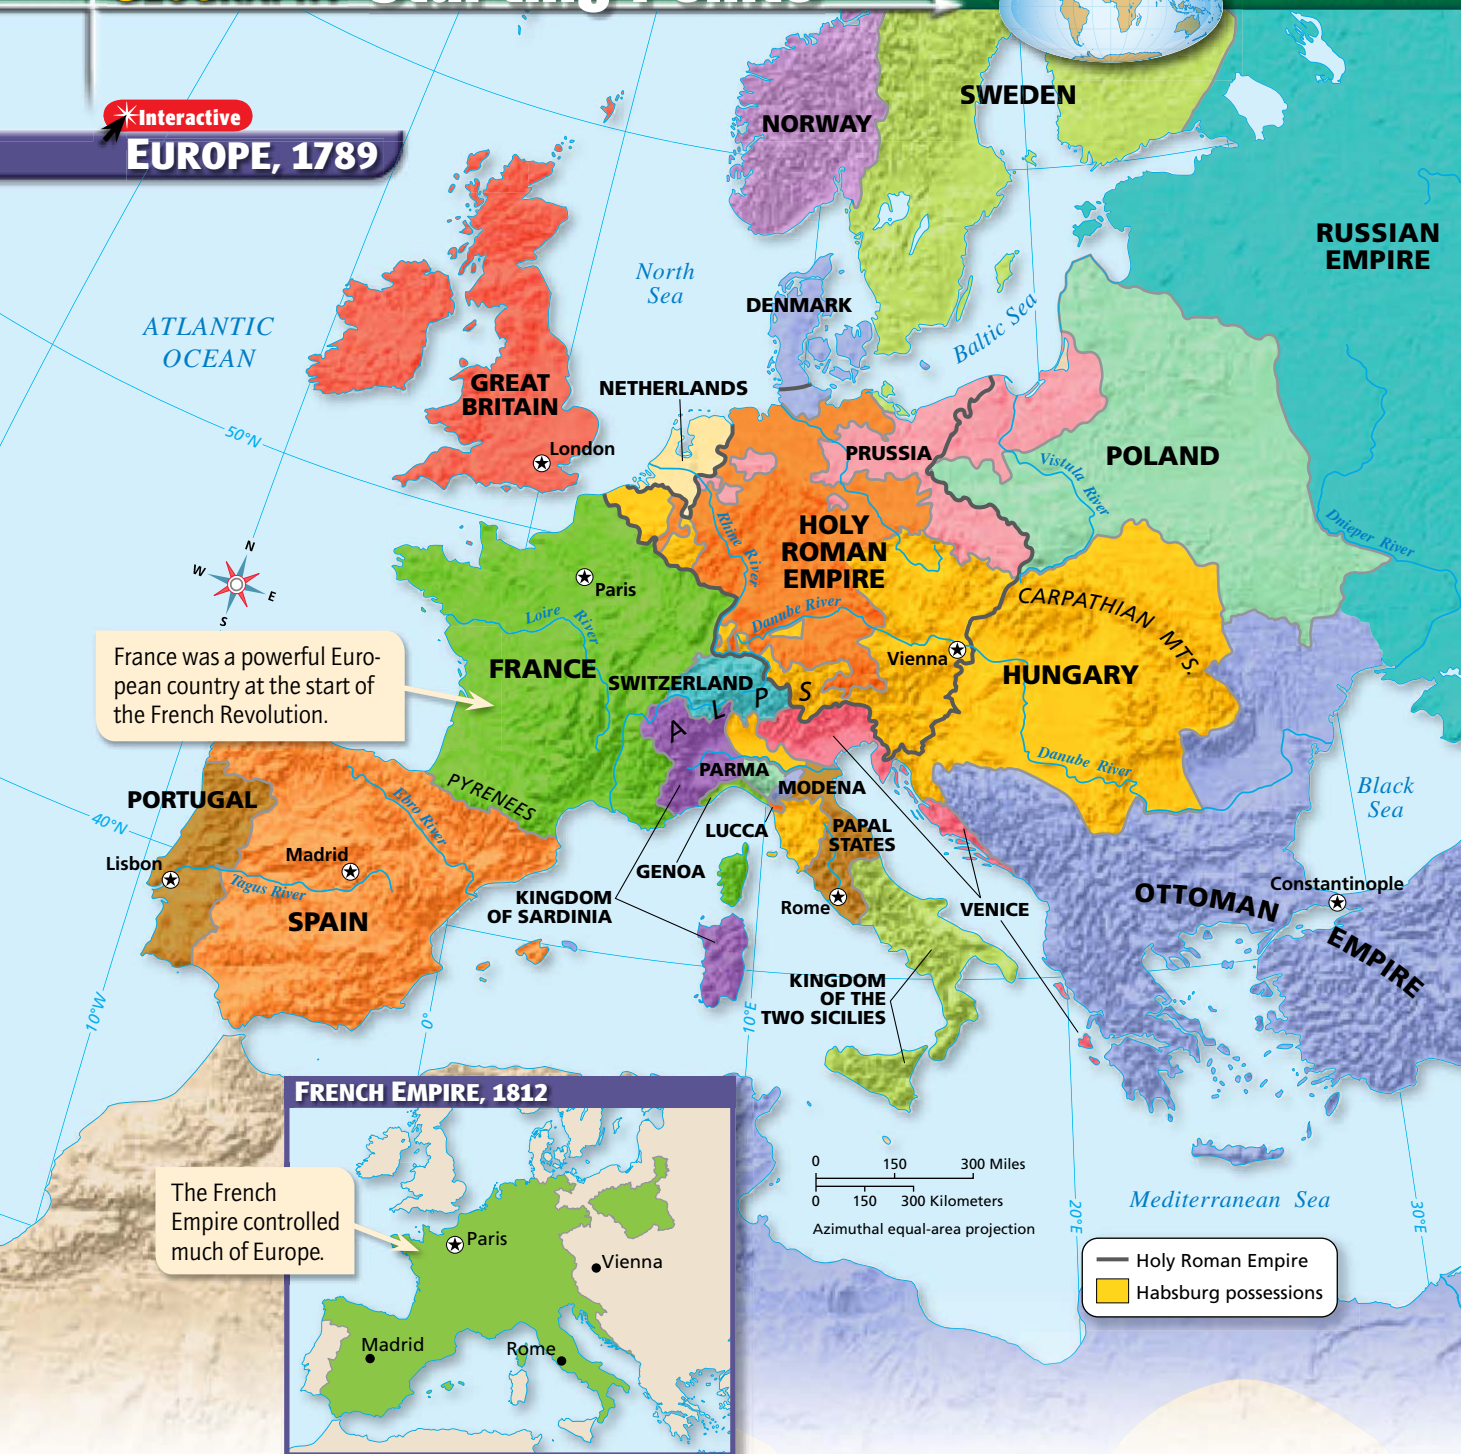 GEOGRAPHY Starting Points
Interactive
EUROPE, 1789
NORWAY
SWEDEN
RUSSIAN
EMPIRE
North
Sea
DENMARK
Baltic Sea
ATLANTIC
OCEAN
GREAT
BRITAIN
London
NETHERLANDS
50°N
PRUSSIA
POLAND
Vistula River
Dnieper River
HOLY
ROMAN
EMPIRE
Rhine River
N
W
E
S
Paris
Loire River
Danube River
CARPATHIAN MTS.
Vienna
HUNGARY
France was a powerful Euro-
pean country at the start of
the French Revolution.
FRANCE
SWITZERLAND
ALPS
Danube River
PYRENEES
PARMA
MODENA
Black
Sea
PORTUGAL
Ebro River
40°N
LUCCA
PAPAL
STATES
Lisbon
Madrid
Tagus River
GENOA
KINGDOM
OF SARDINIA
Rome
VENICE
OTTOMAN
EMPIRE
Constantinople
SPAIN
KINGDOM
OF THE
TWO SICILIES
10°W
0°
10°E
20°E
30°E
FRENCH EMPIRE, 1812
The French
Empire controlled
much of Europe.
Paris
Vienna
Madrid
Rome
0 150 300 Miles
0 150 300 Kilometers
Azimuthal equal-area projection
Mediterranean Sea
Holy Roman Empire
Habsburg possessions